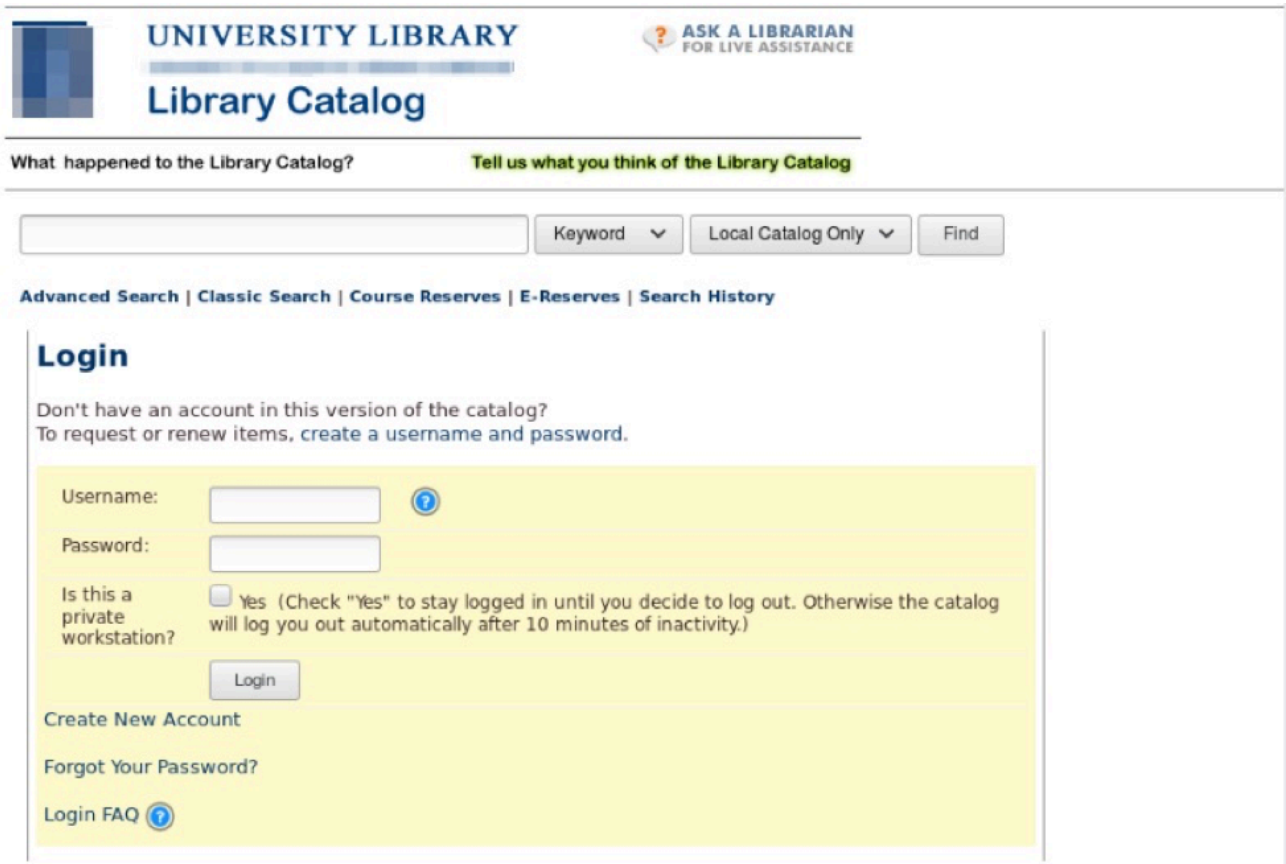 UNIVERSITY LIBRARY
ASK A LIBRARIAN
FOR LIVE ASSISTANCE
Library Catalog
What happened to the Library Catalog?
Tell us what you think of the Library Catalog
Keyword
Local Catalog Only
Find
Advanced Search | Classic Search | Course Reserves | E-Reserves | Search History
Login
Don't have an account in this version of the catalog?
To request or renew items, create a username and password.
Username:
Password:
Is this a
private
workstation?
Yes (Check "Yes" to stay logged in until you decide to log out. Otherwise the catalog
will log you out automatically after 10 minutes of inactivity.)
Login
Create New Account
Forgot Your Password?
Login FAQ